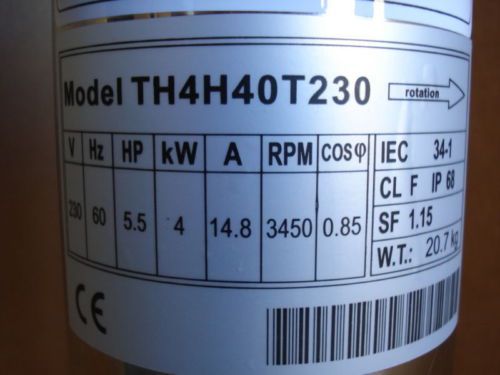 Model TH4H40T230
rotation
V Hz HP kW A RPM cosφ
230 60 5.5 4 14.8 3450 0.85
IEC 34-1
CL F IP 68
SF 1.15
W.T.: 20.7 kg
CE